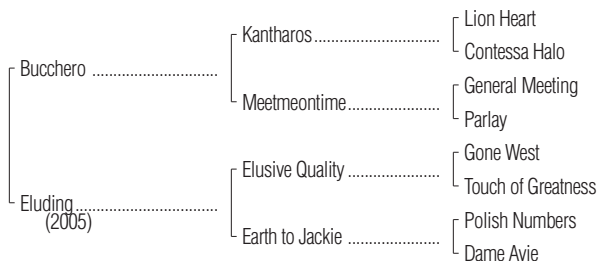 Lion Heart
Kantharos
Contessa Halo
Bucchero
General Meeting
Meetmeontime
Parlay
Gone West
Elusive Quality
Touch of Greatness
Eluding
(2005)
Polish Numbers
Earth to Jackie
Dame Avie